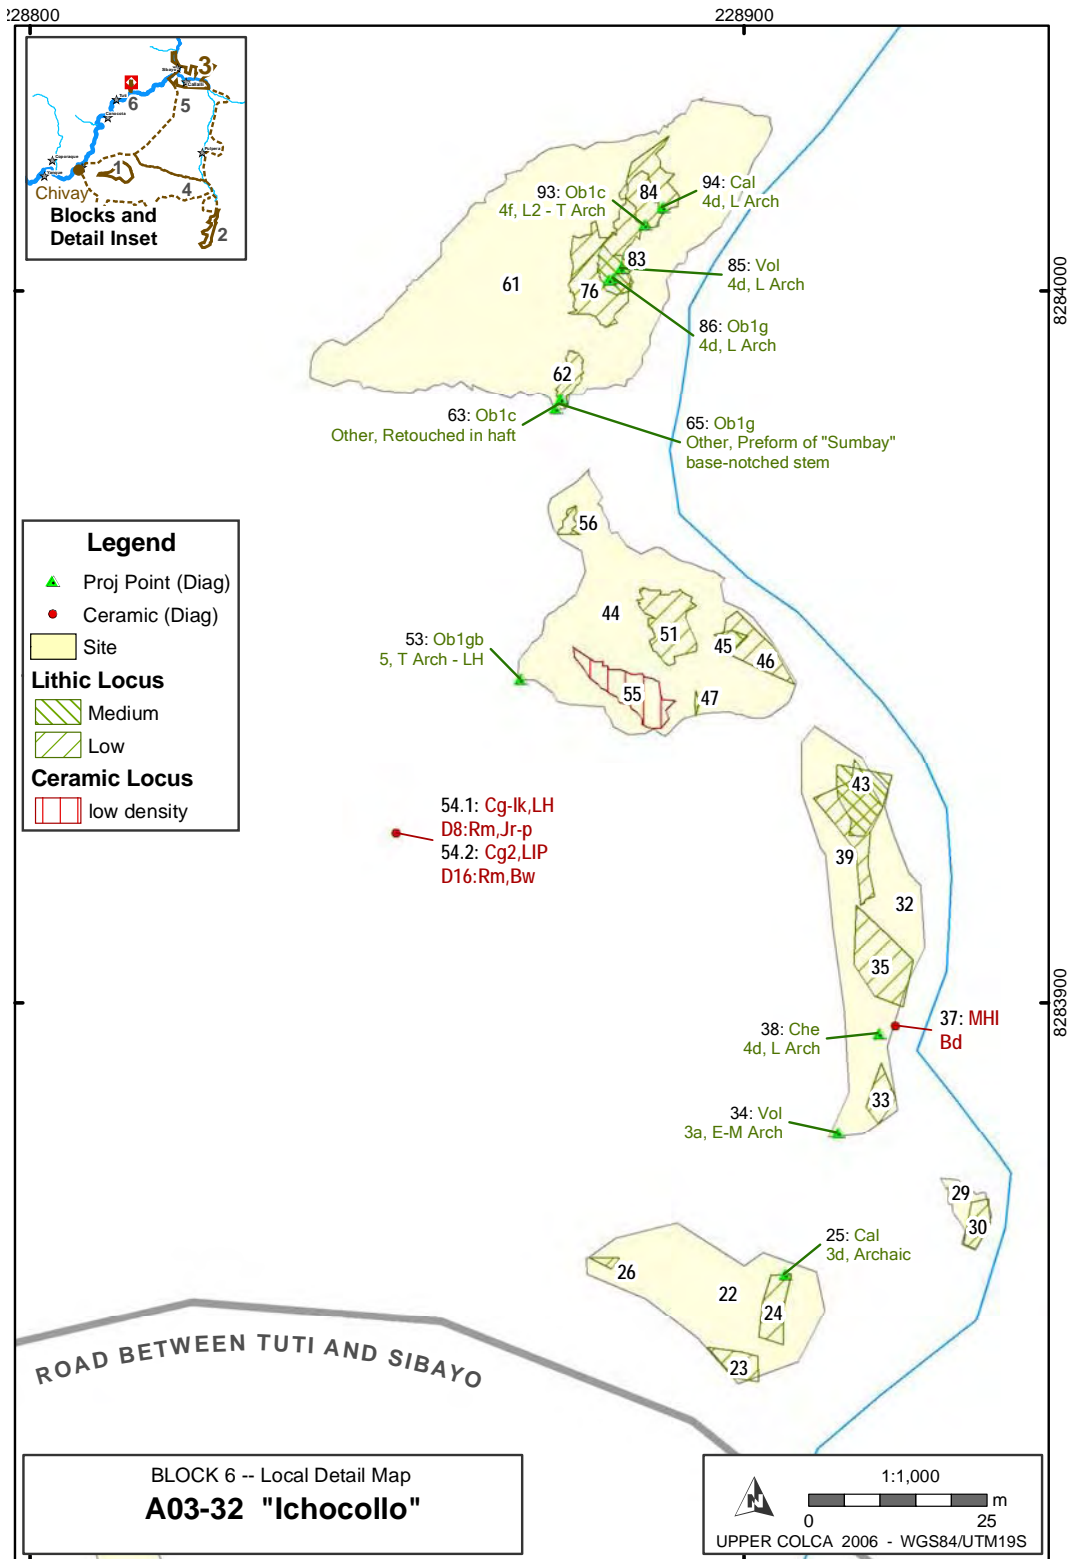 228800
228900
3
6
5
1
4
2
Chivay
Blocks and
Detail Inset
93: Ob1c
4f, L2 - T Arch
84
94: Cal
4d, L Arch
83
85: Vol
4d, L Arch
61
76
86: Ob1g
4d, L Arch
8284000
62
63: Ob1c
Other, Retouched in haft
65: Ob1g
Other, Preform of "Sumbay"
base-notched stem
Legend
Proj Point (Diag)
Ceramic (Diag)
Site
Lithic Locus
Medium
Low
Ceramic Locus
low density
56
44
51
45
46
53: Ob1gb
5, T Arch - LH
55
47
54.1: Cg-Ik,LH
D8:Rm,Jr-p
54.2: Cg2,LIP
D16:Rm,Bw
43
39
32
35
8283900
38: Che
4d, L Arch
37: MHI
Bd
33
34: Vol
3a, E-M Arch
29
30
25: Cal
3d, Archaic
26
22
24
23
ROAD BETWEEN TUTI AND SIBAYO
BLOCK 6 -- Local Detail Map
A03-32 "Ichocollo"
N
1:1,000
m
0
25
UPPER COLCA 2006 - WGS84/UTM19S